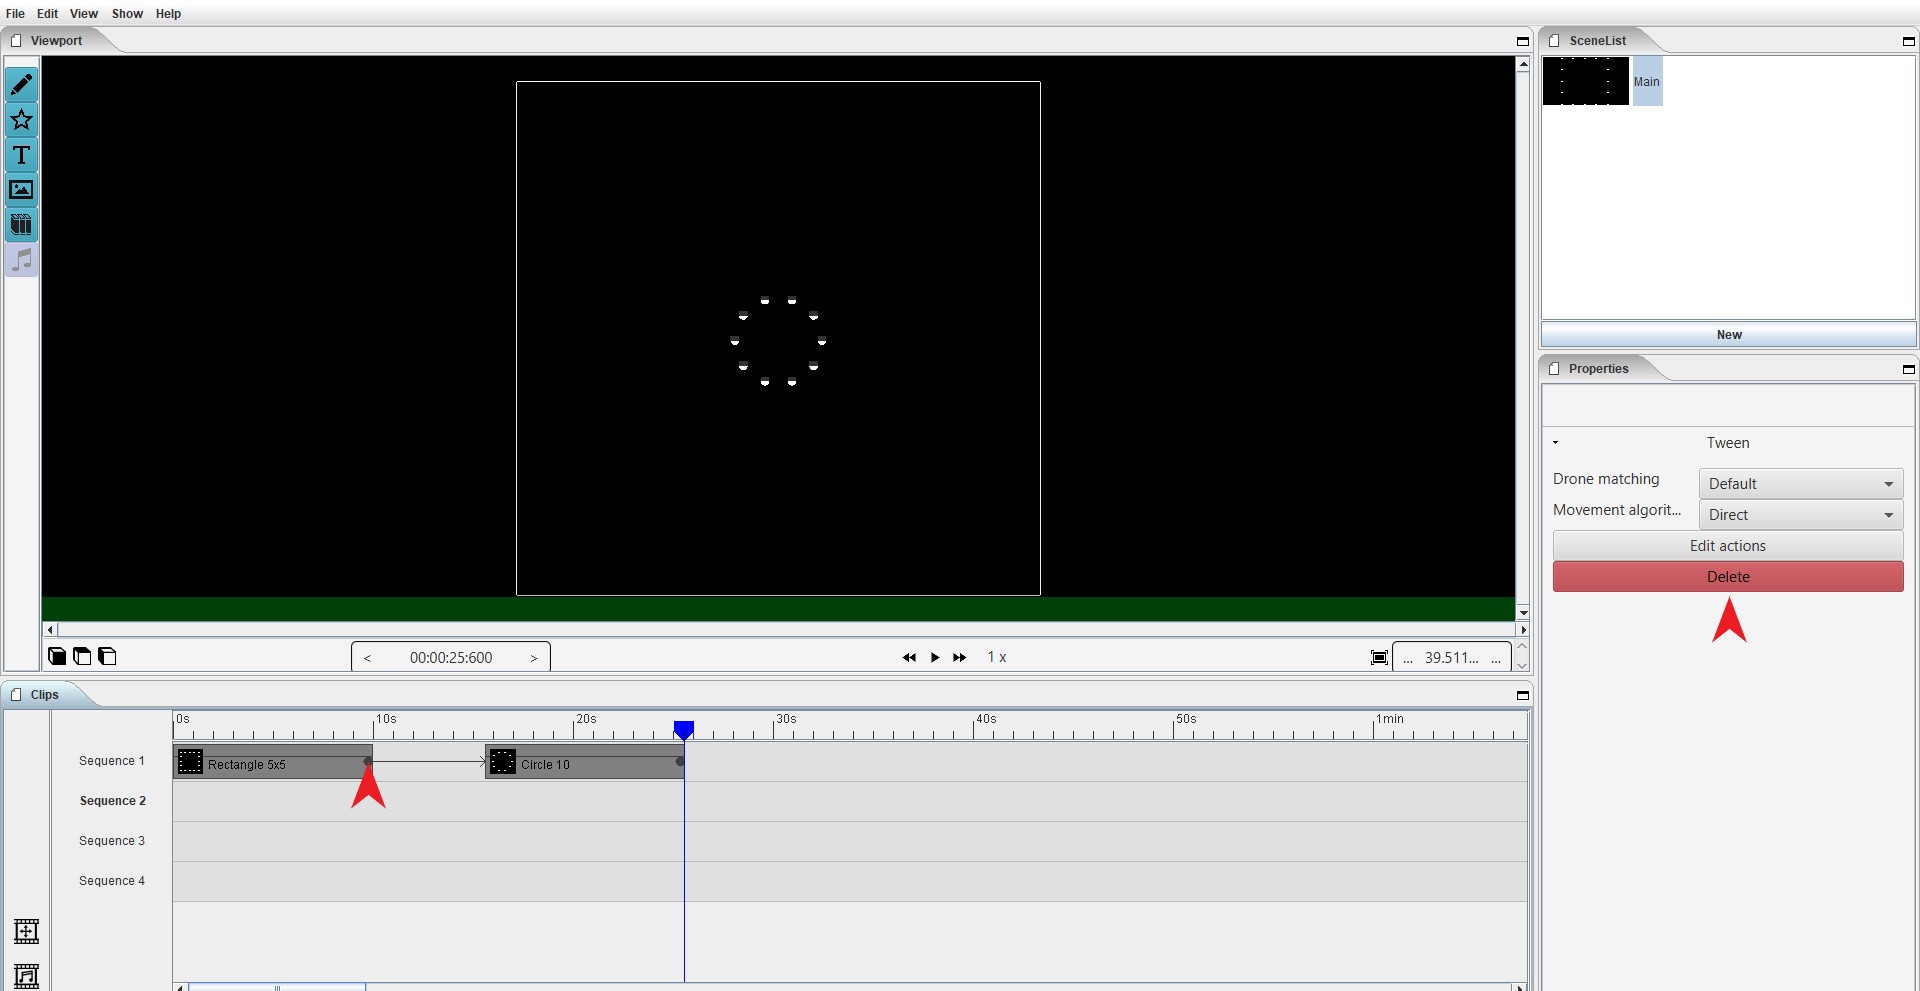 File Edit View Show Help
Viewport
SceneList
T
Main
New
Properties
Tween
Drone matching Default
Movement algorit... Direct
Edit actions
Delete
< 00:00:25:600 >
1 x
... 39.511... ...
Clips
0s 10s 20s 30s 40s 50s 1min
Sequence 1 Rectangle 5x5 Circle 10
Sequence 2
Sequence 3
Sequence 4